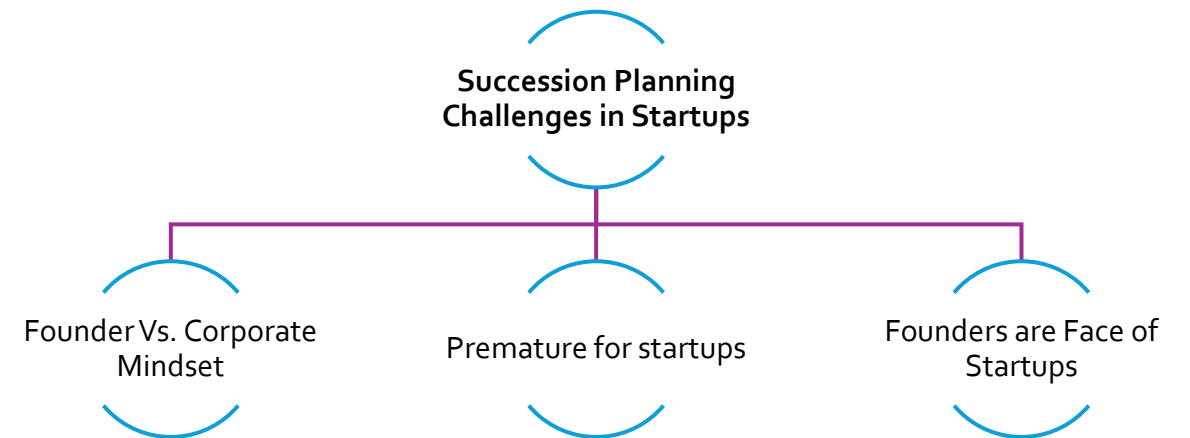 Succession Planning
Challenges in Startups
Founder Vs. Corporate
Mindset
Premature for startups
Founders are Face of
Startups